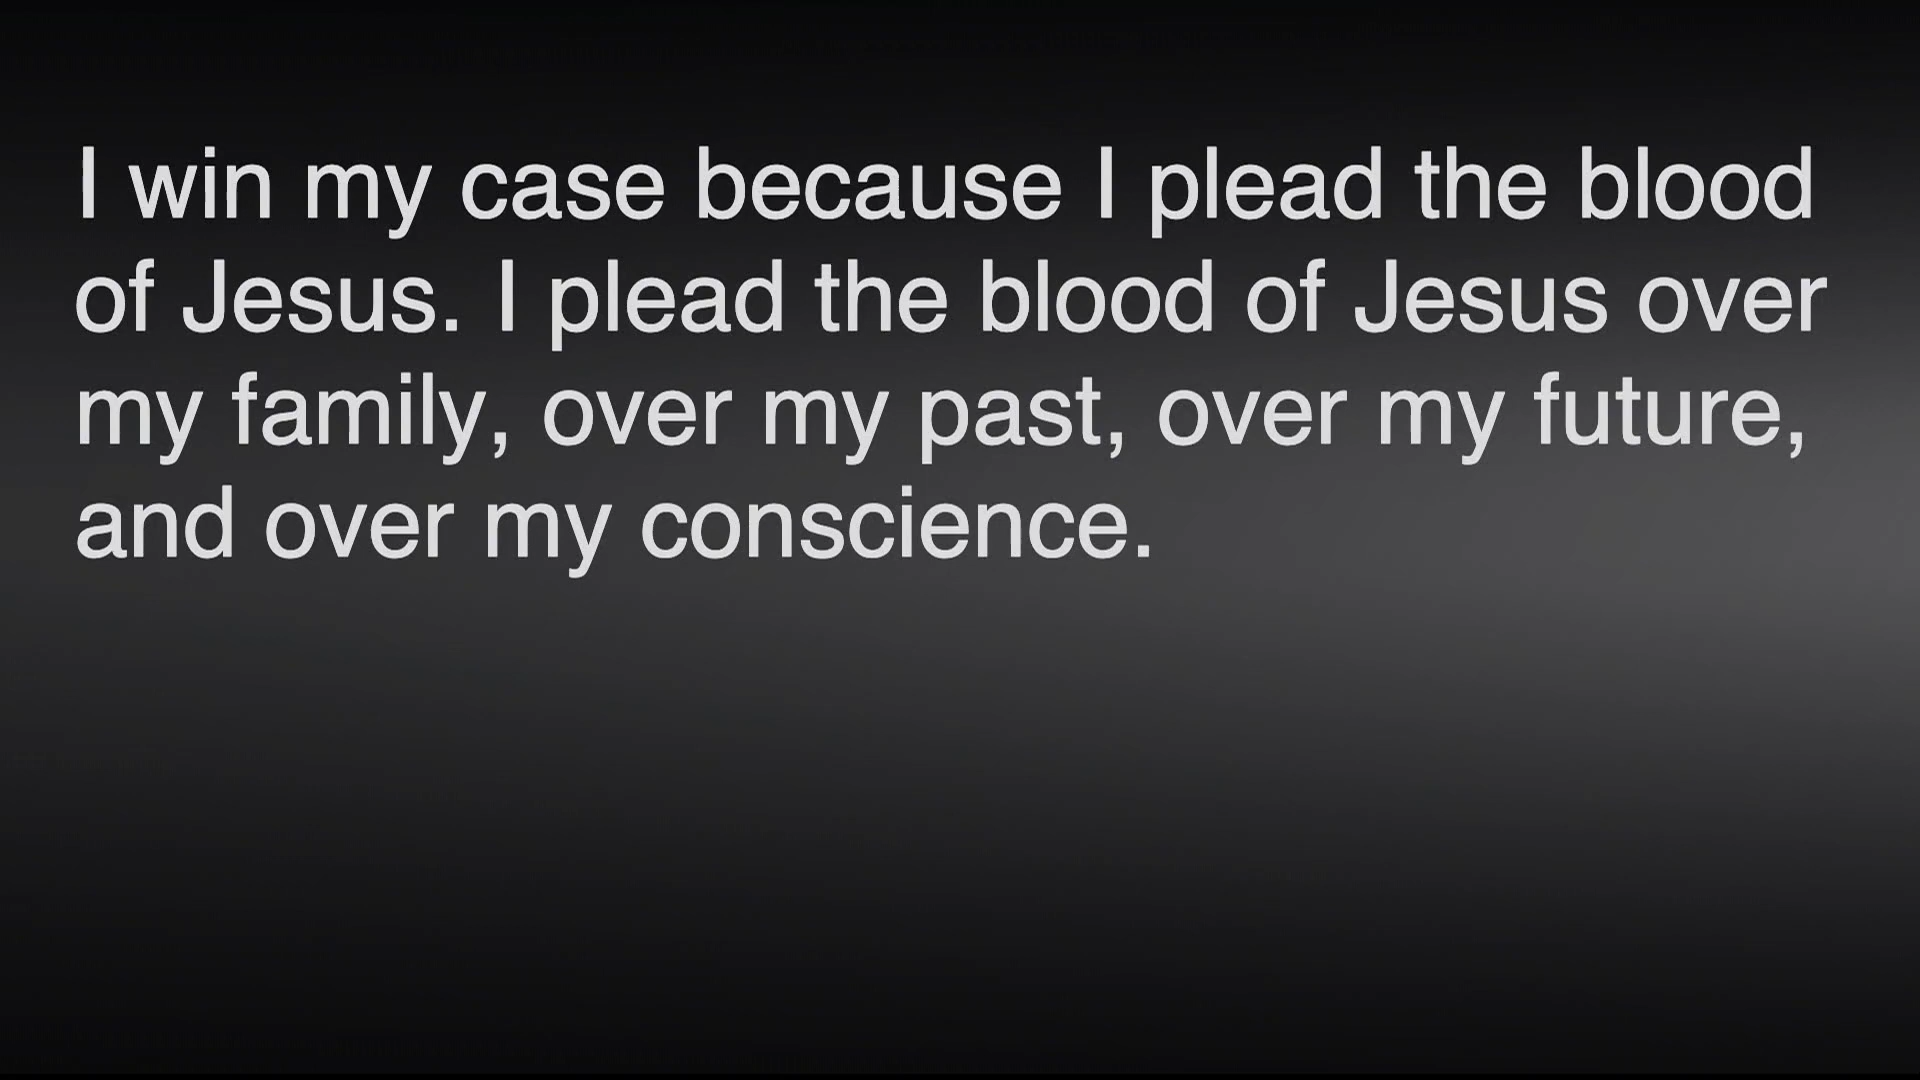 I win my case because I plead the blood
of Jesus. I plead the blood of Jesus over
my family, over my past, over my future,
and over my conscience.